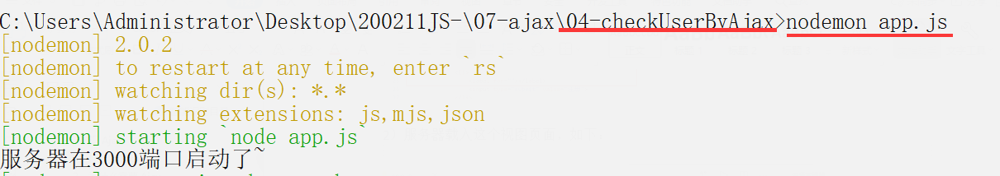 C:\Users\Administrator\Desktop\200211JS-\07-ajax\04-checkUserByAjax>nodemon app.js
[nodemon] 2.0.2
[nodemon] to restart at any time, enter `rs`
[nodemon] watching dir(s): *.*
[nodemon] watching extensions: js,mjs,json
[nodemon] starting `node app.js`
服务器在3000端口启动了~